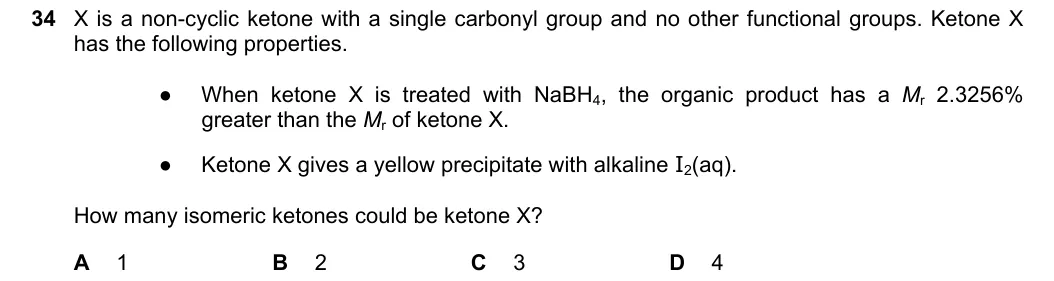 34 X is a non-cyclic ketone with a single carbonyl group and no other functional groups. Ketone X
has the following properties.
● When ketone X is treated with NaBH₄, the organic product has a Mᵣ 2.3256%
greater than the Mᵣ of ketone X.
● Ketone X gives a yellow precipitate with alkaline I₂(aq).
How many isomeric ketones could be ketone X?
A 1 B 2 C 3 D 4